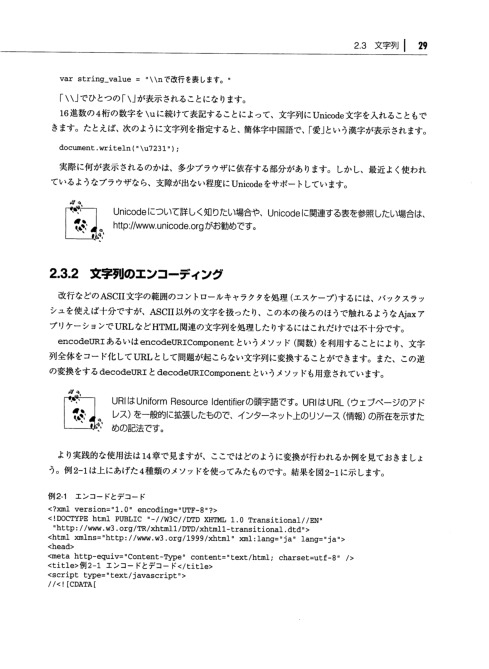 2.3 文字列 | 29
var string_value = "\\nで改行を表します。"
「\\」でひとつの「\」が表示されることになります。
16進数の4桁の数字を\uに続けて表記することによって、文字列にUnicode文字を入れることもで
きます。たとえば、次のように文字列を指定すると、簡体字中国語で、「愛」という漢字が表示されます。
document.writeln("\u7231");
実際に何が表示されるのかは、多少ブラウザに依存する部分があります。しかし、最近よく使われ
ているようなブラウザなら、支障が出ない程度にUnicodeをサポートしています。
Unicodeについて詳しく知りたい場合や、Unicodeに関連する表を参照したい場合は、
http://www.unicode.orgがお勧めです。
2.3.2 文字列のエンコーディング
改行などのASCII文字の範囲のコントロールキャラクタを処理(エスケープ)するには、バックスラッ
シュを使えば十分ですが、ASCII以外の文字を扱ったり、この本の後ろのほうで触れるようなAjaxア
プリケーションでURLなどHTML関連の文字列を処理したりするにはこれだけでは不十分です。
encodeURIあるいはencodeURIComponentというメソッド(関数)を利用することにより、文字
列全体をコード化してURLとして問題が起こらない文字列に変換することができます。また、この逆
の変換をするdecodeURIとdecodeURIComponentというメソッドも用意されています。
URIはUniform Resource Identifierの頭字語です。URIはURL(ウェブページのアド
レス)を一般的に拡張したもので、インターネット上のリソース(情報)の所在を示すた
めの記法です。
より実践的な使用法は14章で見ますが、ここではどのように変換が行われるか例を見ておきましょ
う。例2-1は上にあげた4種類のメソッドを使ってみたものです。結果を図2-1に示します。
例2-1 エンコードとデコード
<?xml version="1.0" encoding="UTF-8"?>
<!DOCTYPE html PUBLIC "-//W3C//DTD XHTML 1.0 Transitional//EN"
"http://www.w3.org/TR/xhtml1/DTD/xhtml1-transitional.dtd">
<html xmlns="http://www.w3.org/1999/xhtml" xml:lang="ja" lang="ja">
<head>
<meta http-equiv="Content-Type" content="text/html; charset=utf-8" />
<title>例2-1 エンコードとデコード</title>
<script type="text/javascript">
//<![CDATA[